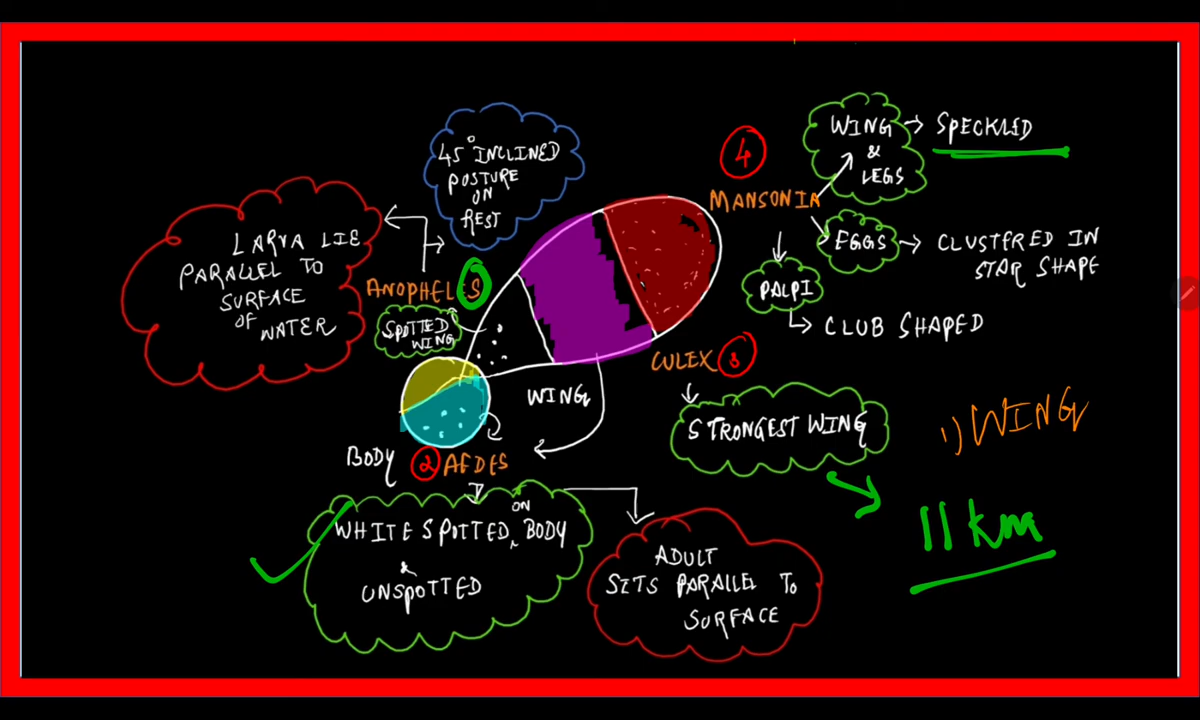 45° INCLINED
POSTURE
ON
REST
LARVA LIE
PARALLEL TO
SURFACE
OF
WATER
ANOPHELES
SPOTTED
WING
4
MANSONIA
WING
&
LEGS
SPECKLED
EGGS
CLUSTERED IN
STAR SHAPE
PALPI
CLUB SHAPED
CULEX 3
STRONGEST WING
1) WING
11 km
WING
BODY
2 AEDES
WHITE SPOTTED ON BODY
&
UNSPOTTED
ADULT
SITS PARALLEL TO
SURFACE